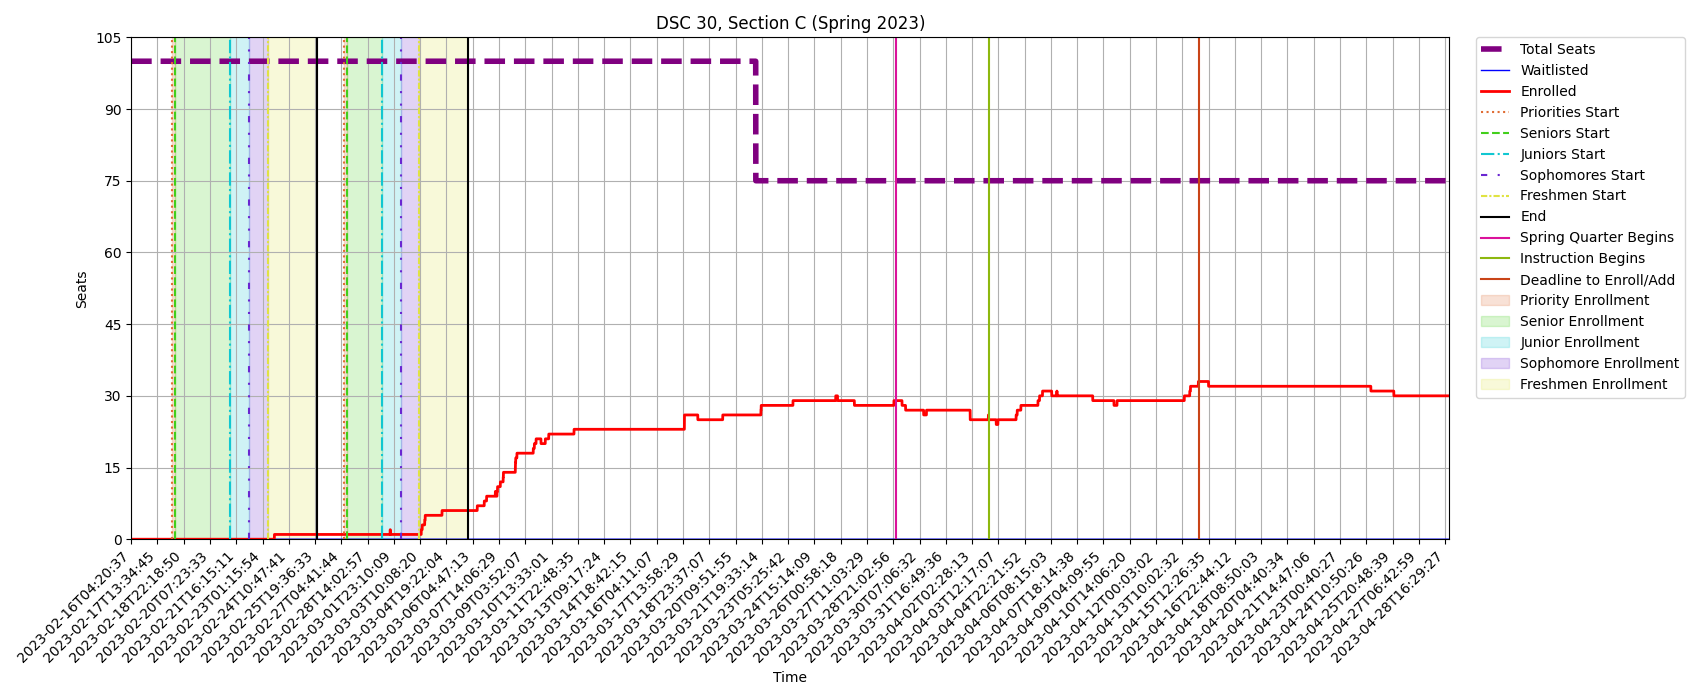 DSC 30, Section C (Spring 2023)
105
90
75
60
45
30
15
0
Seats
2023-02-16T04:20:37
2023-02-17T13:34:45
2023-02-18T22:18:50
2023-02-20T07:23:33
2023-02-21T16:15:11
2023-02-23T01:15:54
2023-02-24T10:47:41
2023-02-25T19:36:33
2023-02-27T04:41:44
2023-02-28T14:02:57
2023-03-01T23:10:09
2023-03-03T10:08:20
2023-03-04T19:22:04
2023-03-06T04:47:13
2023-03-07T14:06:29
2023-03-09T03:52:07
2023-03-10T13:33:01
2023-03-11T22:48:35
2023-03-13T09:17:24
2023-03-14T18:42:15
2023-03-16T04:11:07
2023-03-17T13:58:29
2023-03-18T23:37:07
2023-03-20T09:51:55
2023-03-21T19:33:14
2023-03-23T05:25:42
2023-03-24T15:14:09
2023-03-26T00:58:18
2023-03-27T11:03:29
2023-03-28T21:02:56
2023-03-30T07:06:32
2023-03-31T16:49:36
2023-04-02T02:28:13
2023-04-03T12:17:07
2023-04-04T22:21:52
2023-04-06T08:15:03
2023-04-07T18:14:38
2023-04-09T04:09:55
2023-04-10T14:06:20
2023-04-12T00:03:02
2023-04-13T10:02:32
2023-04-15T12:26:35
2023-04-16T22:44:12
2023-04-18T08:50:03
2023-04-20T04:40:34
2023-04-21T14:47:06
2023-04-23T00:40:27
2023-04-24T10:50:26
2023-04-25T20:48:39
2023-04-27T06:42:59
2023-04-28T16:29:27
Time
Total Seats
Waitlisted
Enrolled
Priorities Start
Seniors Start
Juniors Start
Sophomores Start
Freshmen Start
End
Spring Quarter Begins
Instruction Begins
Deadline to Enroll/Add
Priority Enrollment
Senior Enrollment
Junior Enrollment
Sophomore Enrollment
Freshmen Enrollment